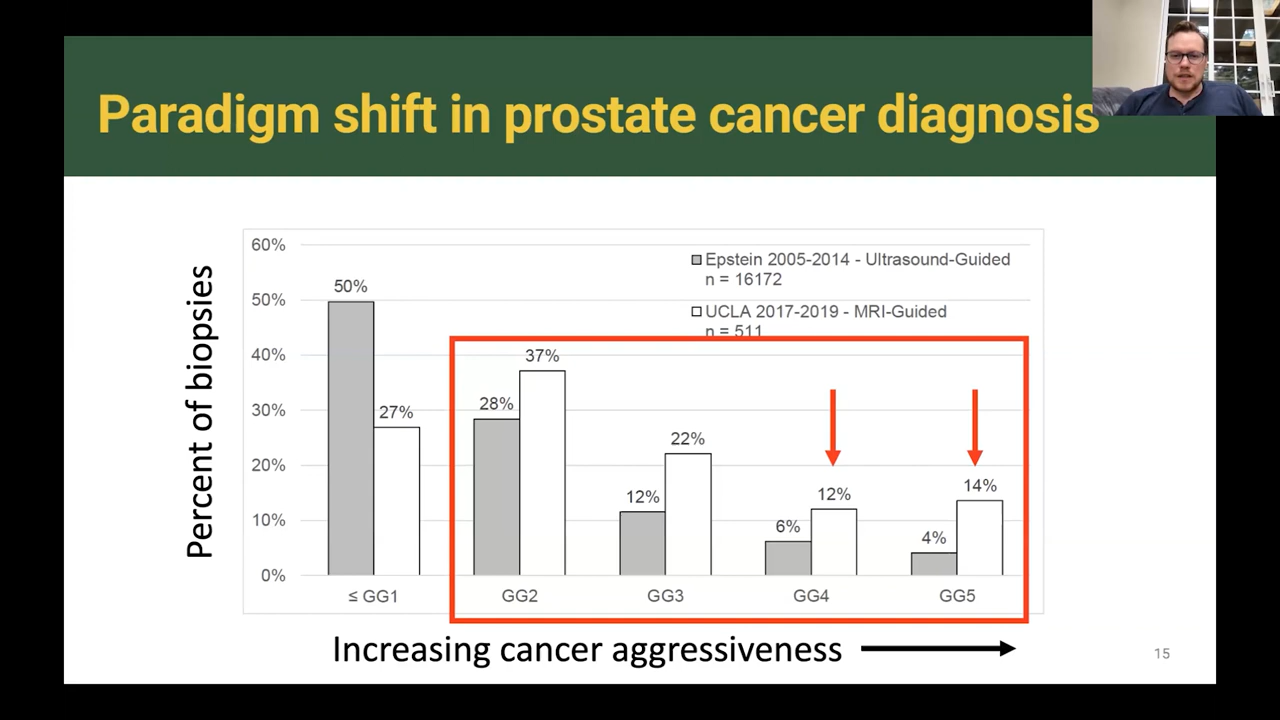 Paradigm shift in prostate cancer diagnosis
Percent of biopsies
60%
50%
40%
30%
20%
10%
0%
Epstein 2005-2014 - Ultrasound-Guided
n = 16172
UCLA 2017-2019 - MRI-Guided
n = 511
50%
27%
28%
37%
12%
22%
6%
12%
4%
14%
≤ GG1
GG2
GG3
GG4
GG5
Increasing cancer aggressiveness
15